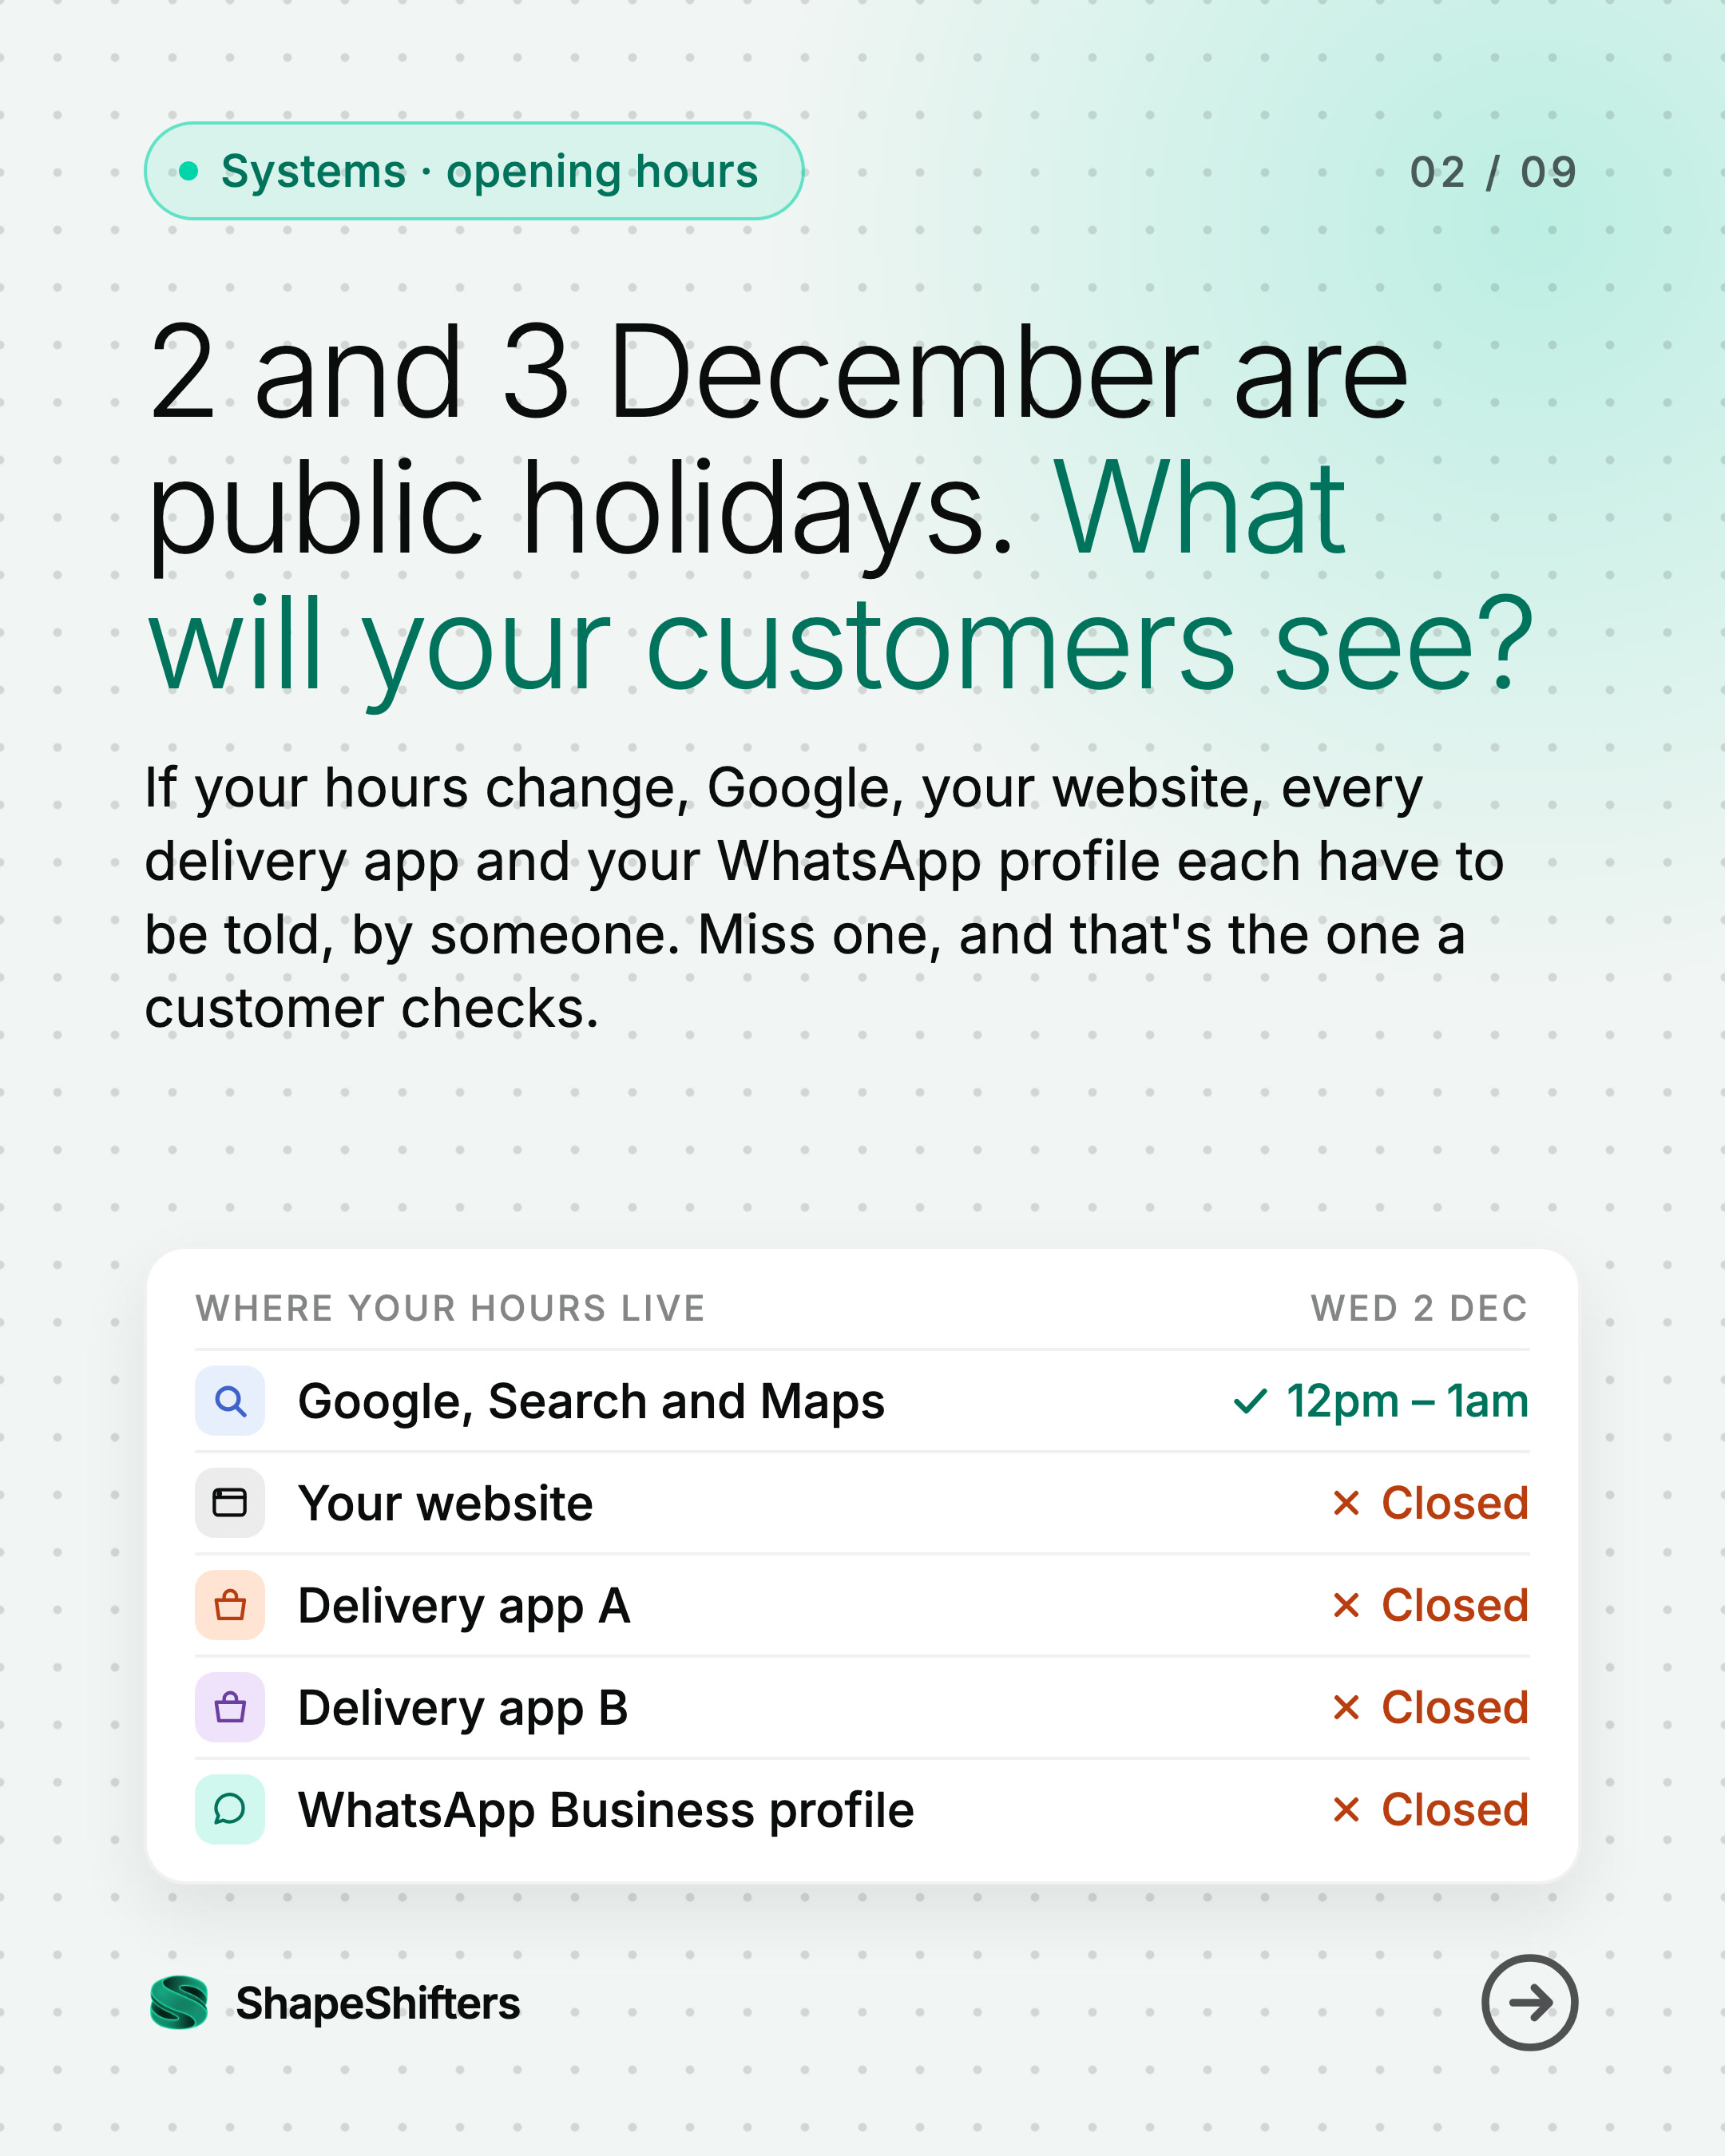 Systems · opening hours
02 / 09
2 and 3 December are
public holidays. What
will your customers see?
If your hours change, Google, your website, every
delivery app and your WhatsApp profile each have to
be told, by someone. Miss one, and that's the one a
customer checks.
WHERE YOUR HOURS LIVE
WED 2 DEC
Google, Search and Maps
12pm – 1am
Your website
Closed
Delivery app A
Closed
Delivery app B
Closed
WhatsApp Business profile
Closed
ShapeShifters